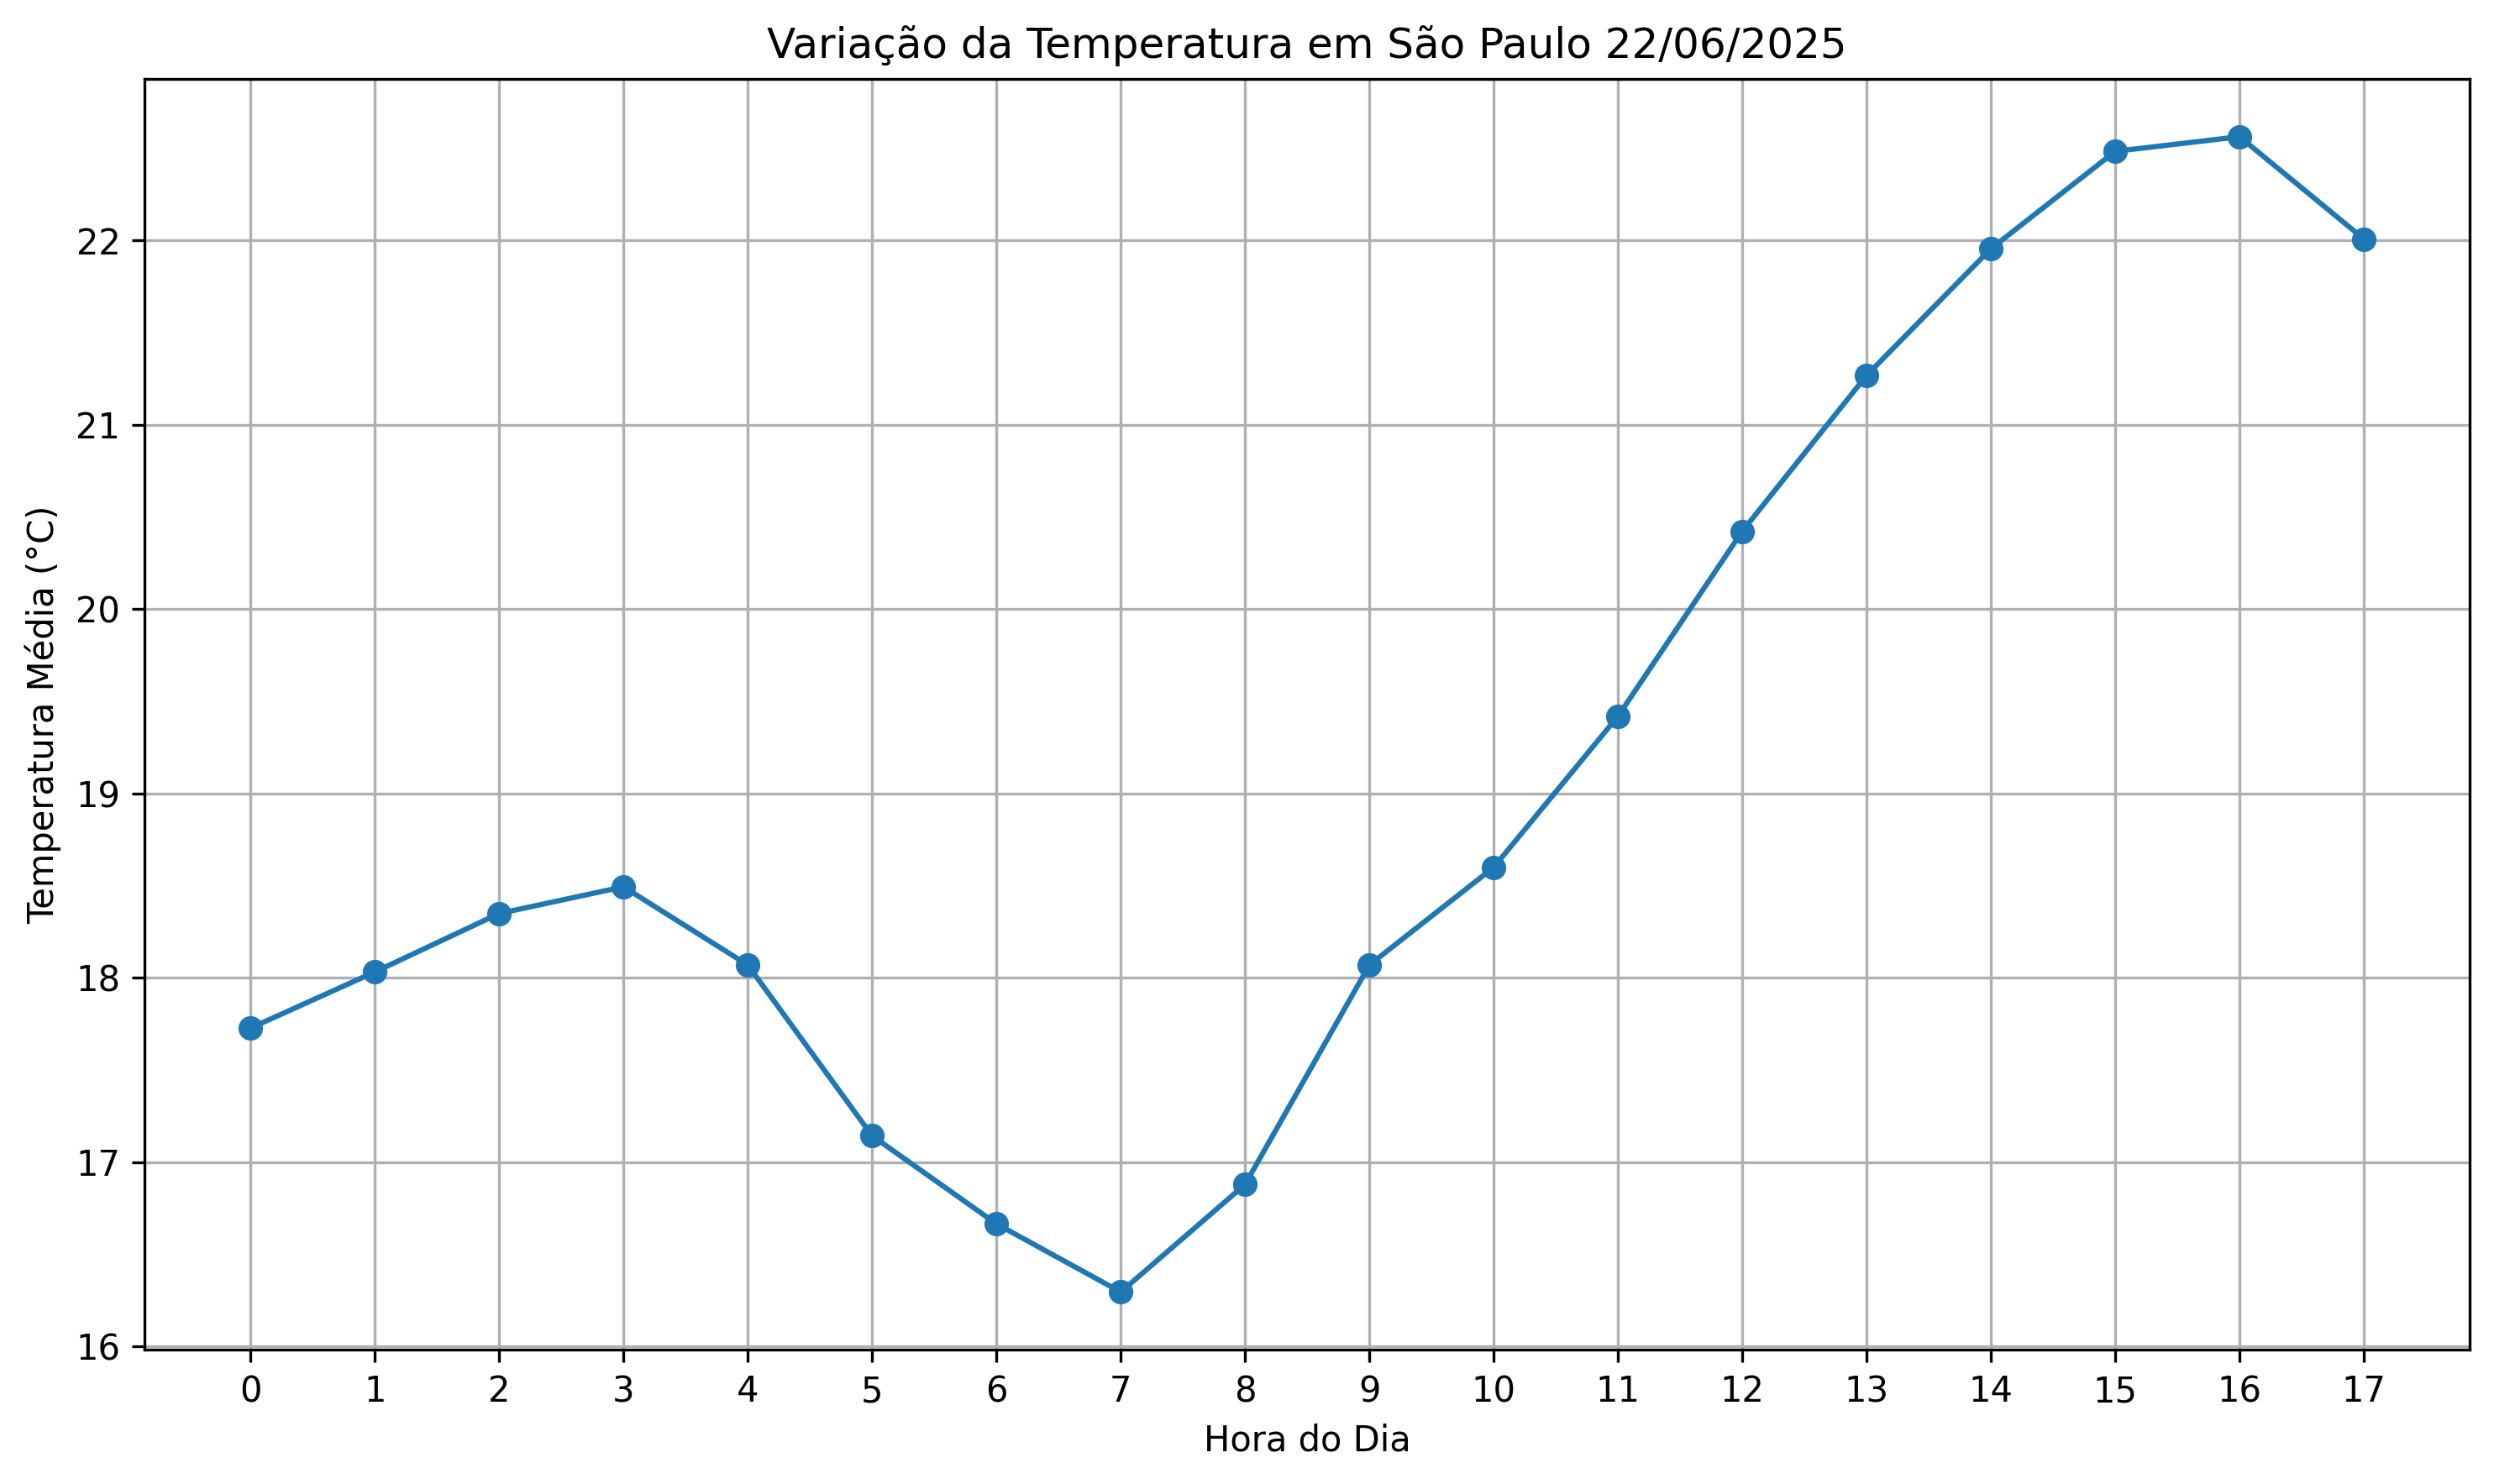 Variação da Temperatura em São Paulo 22/06/2025
Temperatura Média (°C)
22
21
20
19
18
17
16
0 1 2 3 4 5 6 7 8 9 10 11 12 13 14 15 16 17
Hora do Dia